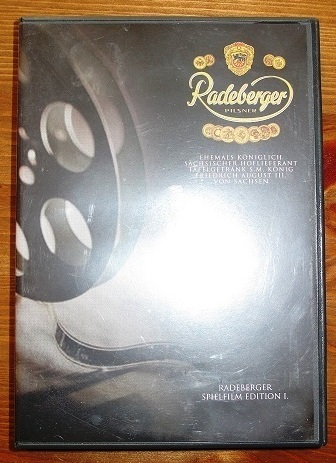 Radeberger
PILSNER
EHEMALS KÖNIGLICH
SÄCHSISCHER HOFLIEFERANT
TAFELGETRÄNK S.M. KÖNIG
FRIEDRICH AUGUST III.
VON SACHSEN
RADEBERGER
SPIELFILM EDITION I.